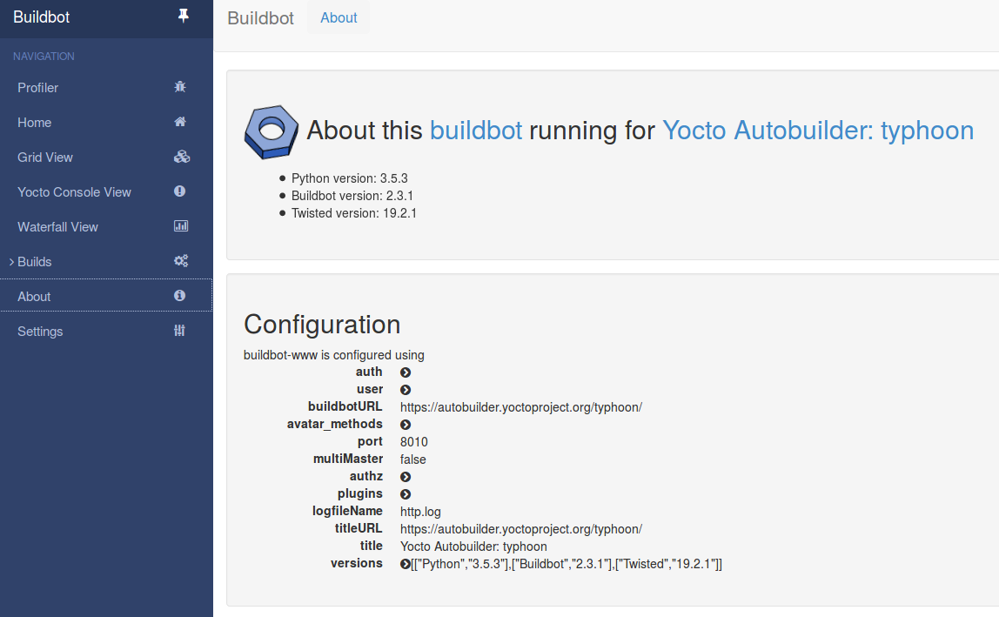 Buildbot
NAVIGATION
Profiler
Home
Grid View
Yocto Console View
Waterfall View
Builds
About
Settings
Buildbot About
About this buildbot running for Yocto Autobuilder: typhoon
Python version: 3.5.3
Buildbot version: 2.3.1
Twisted version: 19.2.1
Configuration
buildbot-www is configured using
auth
user
buildbotURL https://autobuilder.yoctoproject.org/typhoon/
avatar_methods
port 8010
multiMaster false
authz
plugins
logfileName http.log
titleURL https://autobuilder.yoctoproject.org/typhoon/
title Yocto Autobuilder: typhoon
versions [["Python","3.5.3"],["Buildbot","2.3.1"],["Twisted","19.2.1"]]